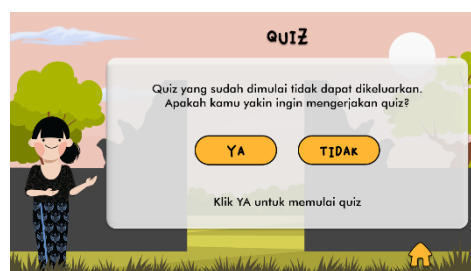 QUIZ
Quiz yang sudah dimulai tidak dapat dikeluarkan.
Apakah kamu yakin ingin mengerjakan quiz?
YA
TIDAK
Klik YA untuk memulai quiz